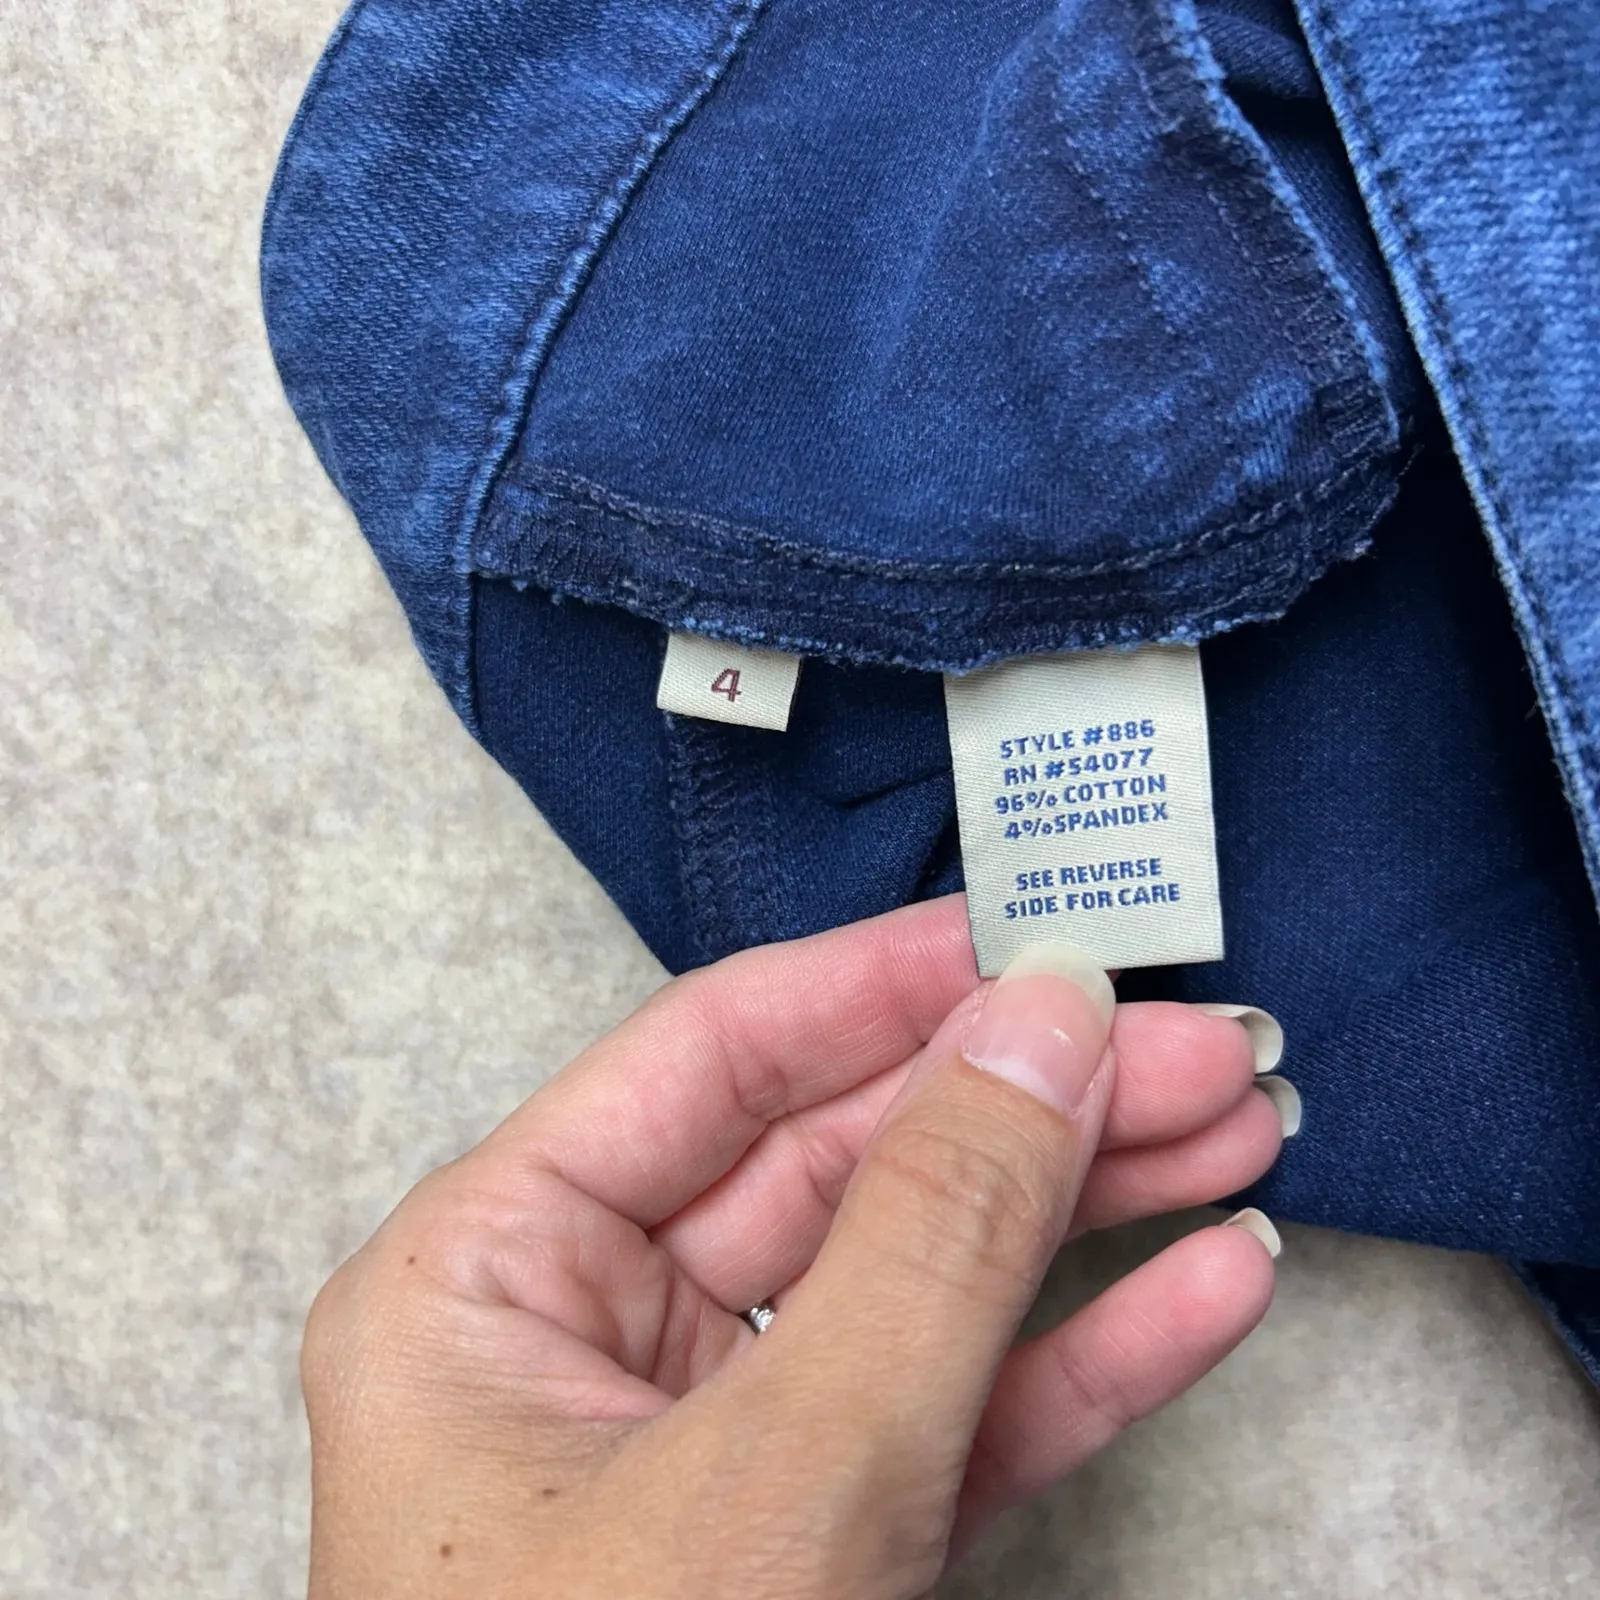 4
STYLE #886
RN #54077
96% COTTON
4% SPANDEX
SEE REVERSE
SIDE FOR CARE